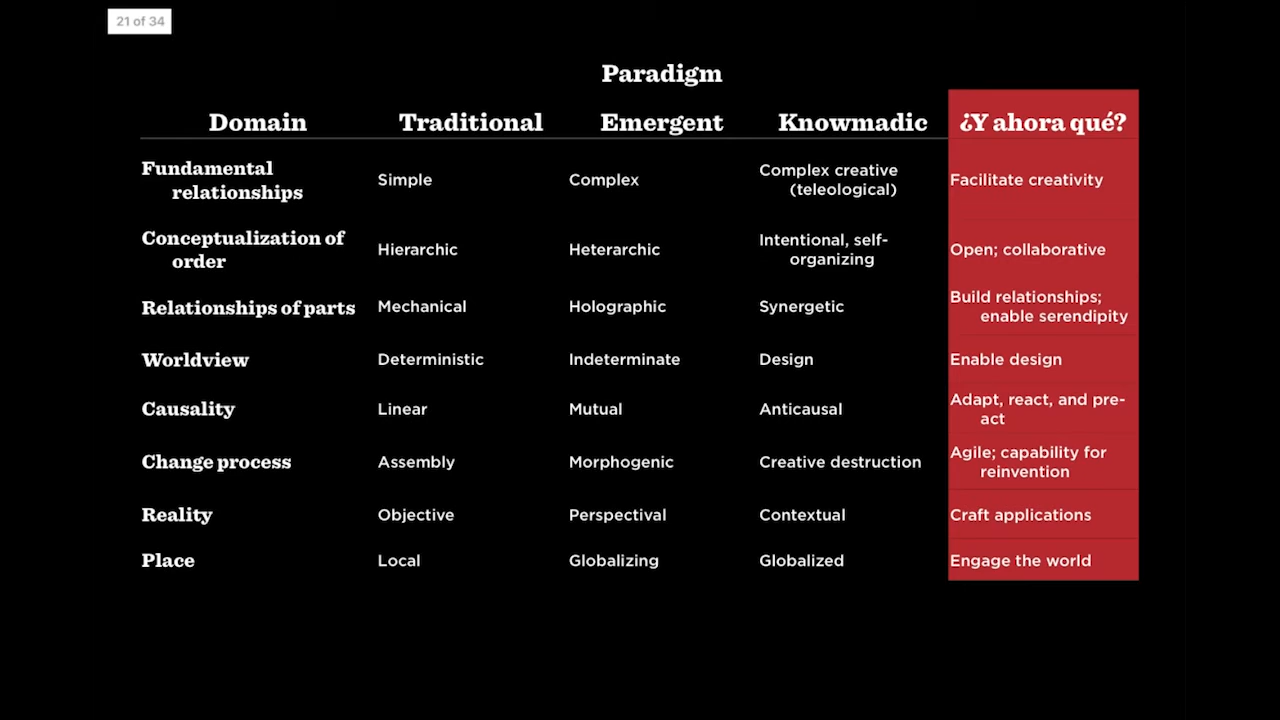 21 of 34
Paradigm
Domain Traditional Emergent Knowmadic ¿Y ahora qué?
Fundamental
relationships
Simple
Complex
Complex creative
(teleological)
Facilitate creativity
Conceptualization of
order
Hierarchic
Heterarchic
Intentional, self-
organizing
Open; collaborative
Relationships of parts
Mechanical
Holographic
Synergetic
Build relationships;
enable serendipity
Worldview
Deterministic
Indeterminate
Design
Enable design
Causality
Linear
Mutual
Anticausal
Adapt, react, and pre-
act
Change process
Assembly
Morphogenic
Creative destruction
Agile; capability for
reinvention
Reality
Objective
Perspectival
Contextual
Craft applications
Place
Local
Globalizing
Globalized
Engage the world